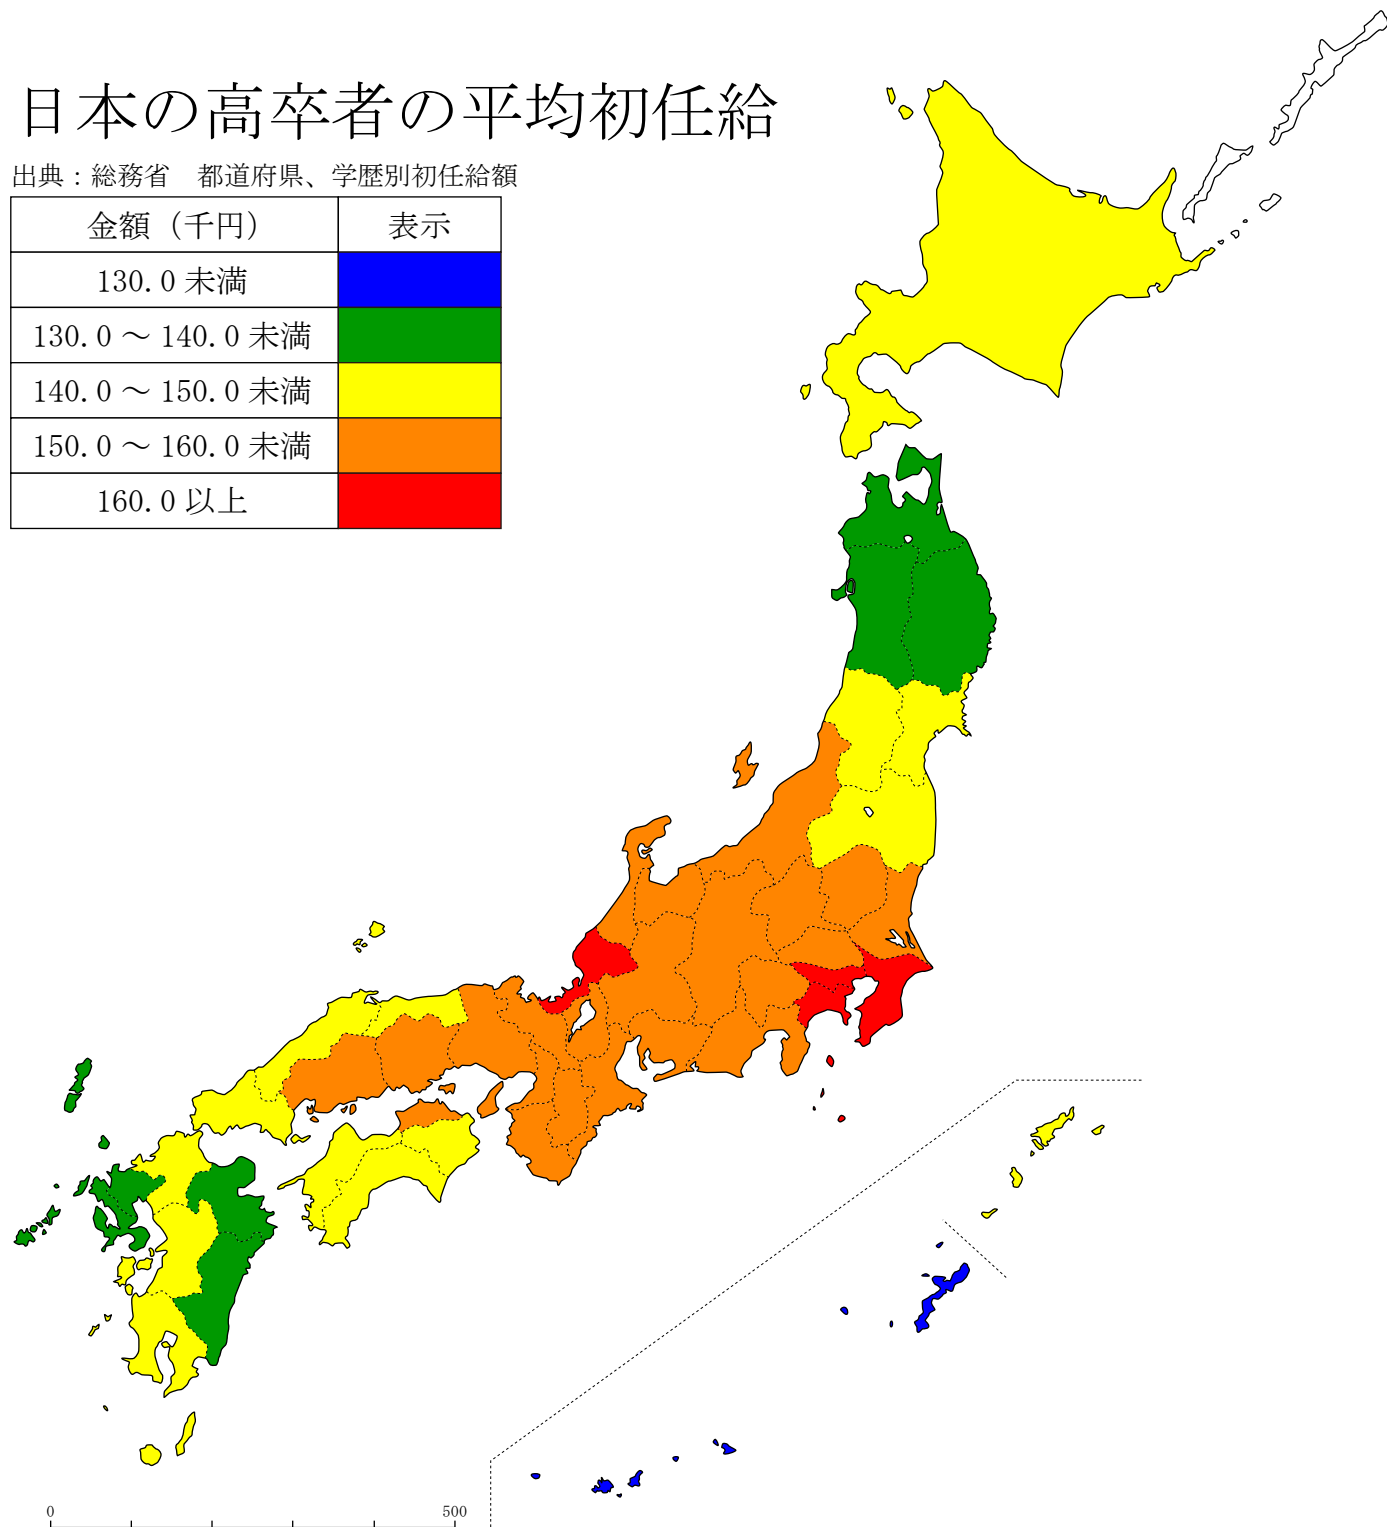 日本の高卒者の平均初任給
出典：総務省　都道府県、学歴別初任給額
金額（千円） 表示
130.0 未満
130.0 ～ 140.0 未満
140.0 ～ 150.0 未満
150.0 ～ 160.0 未満
160.0 以上
0 500